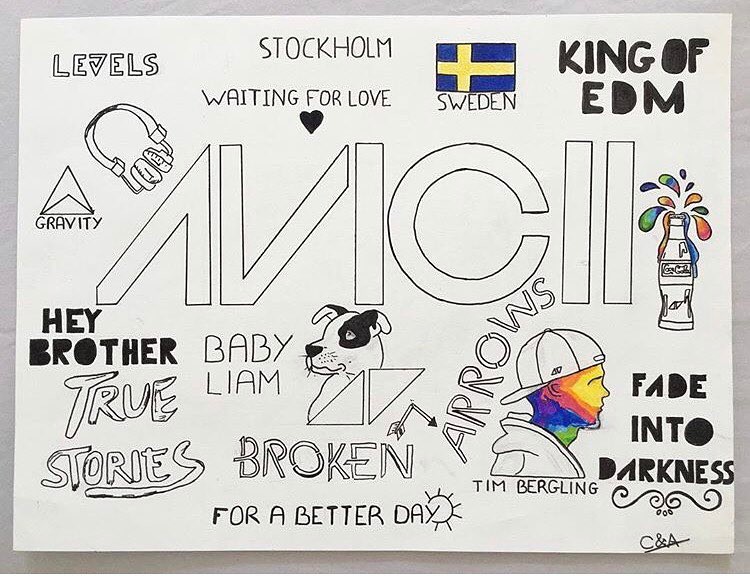 LEVELS
STOCKHOLM
KING OF
EDM
WAITING FOR LOVE
SWEDEN
AVICII
GRAVITY
Coca-Cola
HEY
BROTHER
BABY
LIAM
TRUE
STORIES
BROKEN
ARROWS
TIM BERGLING
FADE
INTO
DARKNESS
FOR A BETTER DAY
C&A